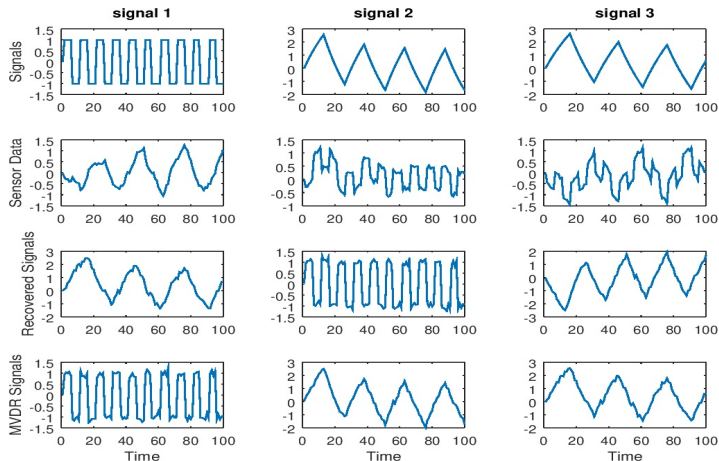 signal 1 signal 2 signal 3
Signals
1.5 1 0.5 0 -0.5 -1 -1.5
0 20 40 60 80 100
3 2 1 0 -1 -2
0 20 40 60 80 100
3 2 1 0 -1 -2
0 20 40 60 80 100
Sensor Data
1.5 1 0.5 0 -0.5 -1 -1.5
0 20 40 60 80 100
1.5 1 0.5 0 -0.5 -1
0 20 40 60 80 100
1.5 1 0.5 0 -0.5 -1 -1.5
0 20 40 60 80 100
Recovered Signals
3 2 1 0 -1 -2
0 20 40 60 80 100
1.5 1 0.5 0 -0.5 -1 -1.5
0 20 40 60 80 100
2 1 0 -1 -2 -3
0 20 40 60 80 100
MVDR Signals
1.5 1 0.5 0 -0.5 -1 -1.5
0 20 40 60 80 100
Time
3 2 1 0 -1 -2
0 20 40 60 80 100
Time
3 2 1 0 -1 -2
0 20 40 60 80 100
Time